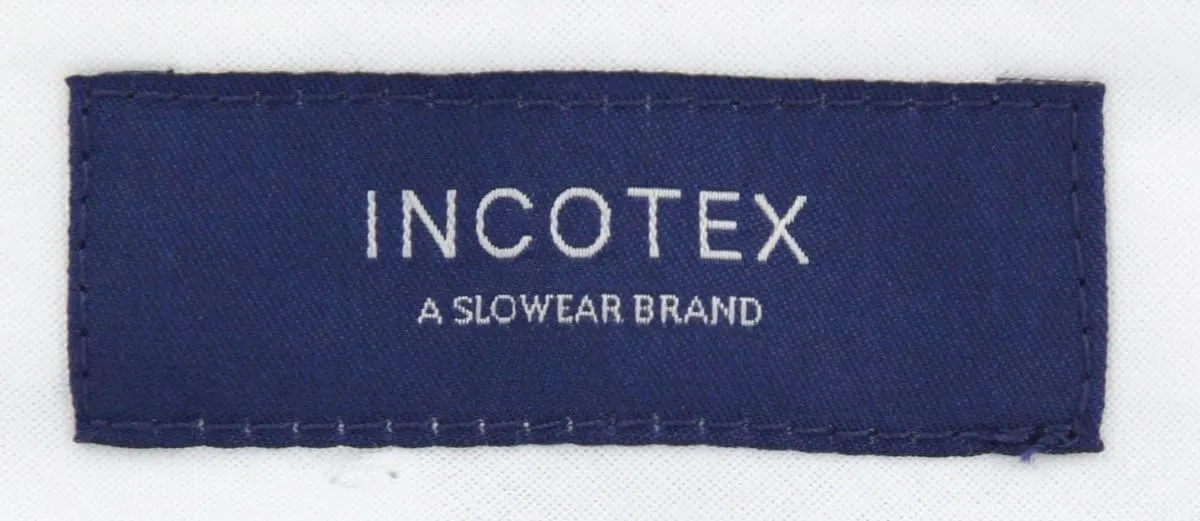 INCOTEX
A SLOWEAR BRAND